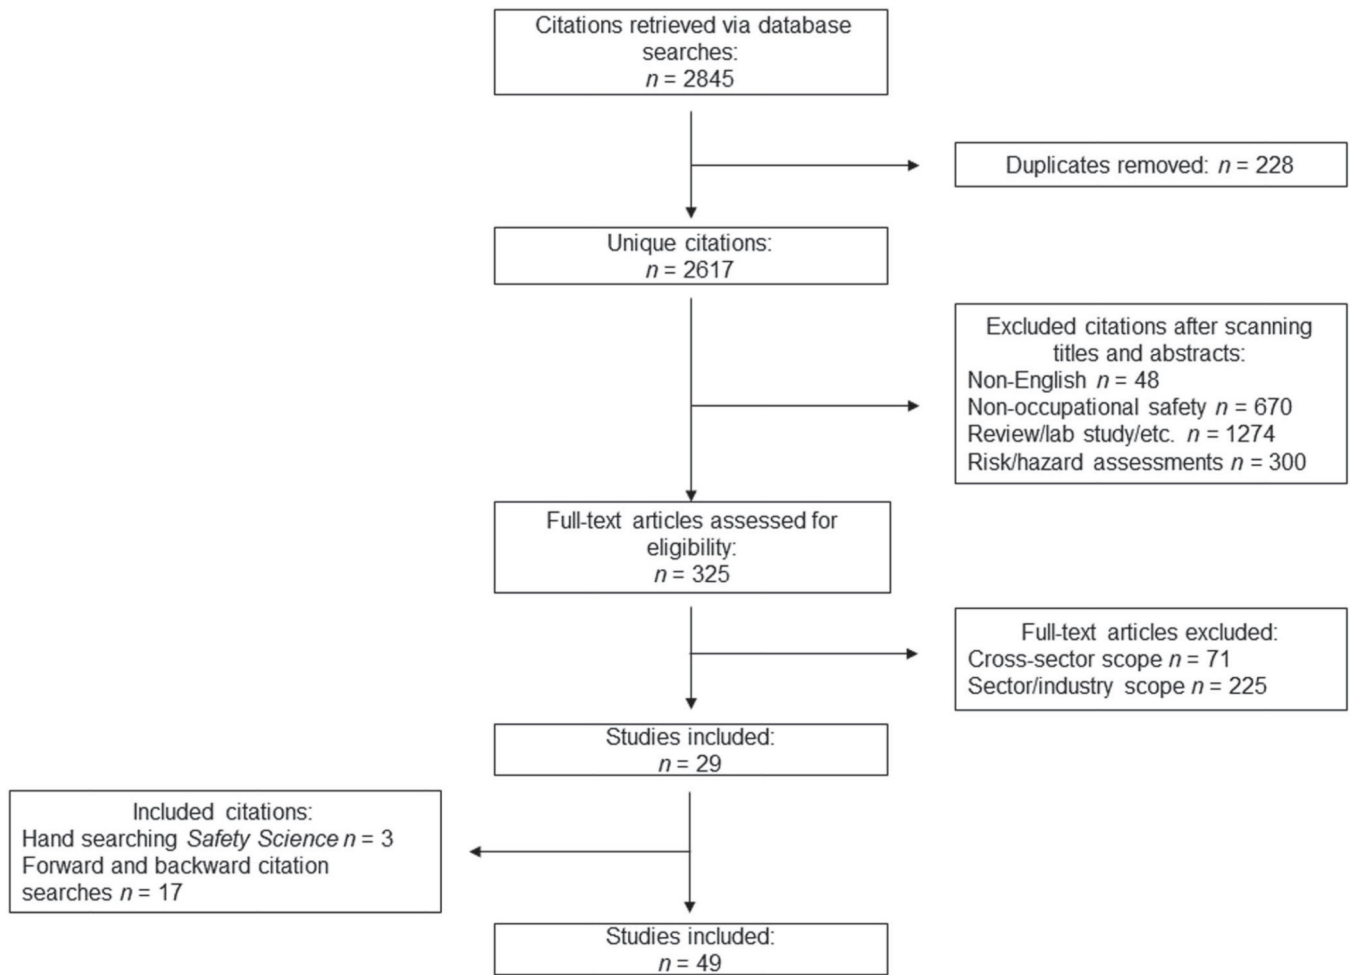 Citations retrieved via database
searches:
n = 2845
Duplicates removed: n = 228
Unique citations:
n = 2617
Excluded citations after scanning
titles and abstracts:
Non-English n = 48
Non-occupational safety n = 670
Review/lab study/etc. n = 1274
Risk/hazard assessments n = 300
Full-text articles assessed for
eligibility:
n = 325
Full-text articles excluded:
Cross-sector scope n = 71
Sector/industry scope n = 225
Studies included:
n = 29
Included citations:
Hand searching Safety Science n = 3
Forward and backward citation
searches n = 17
Studies included:
n = 49